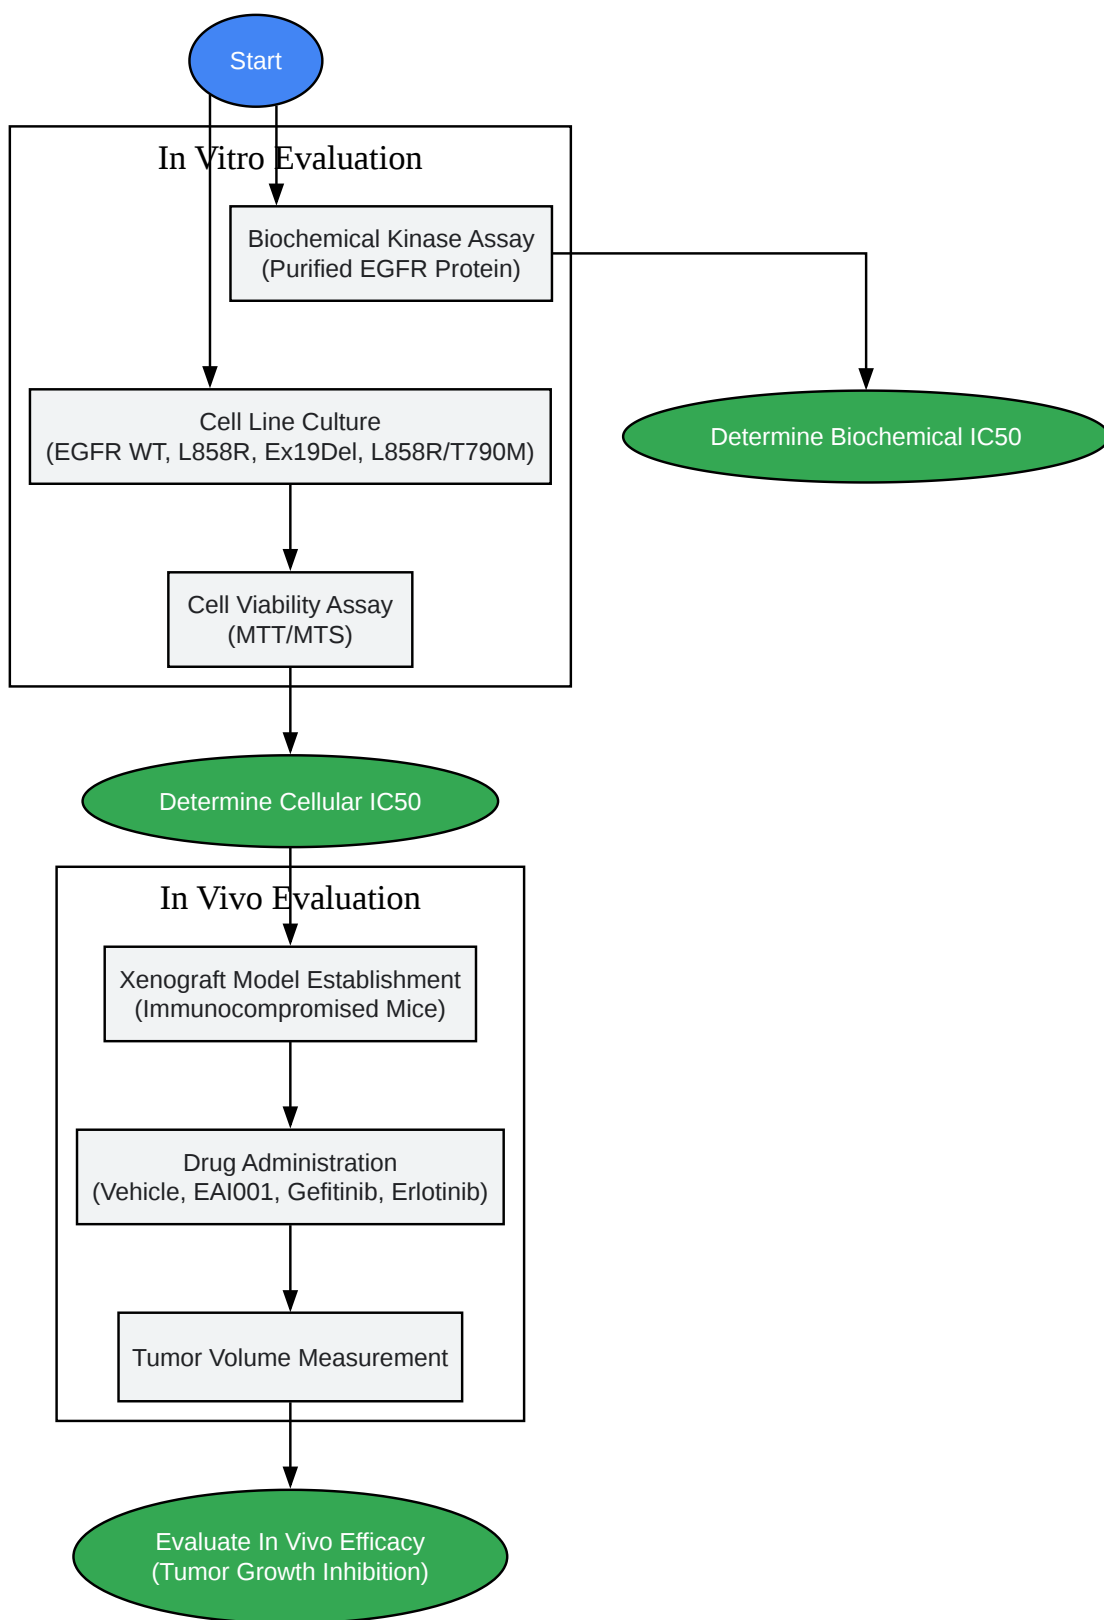 Start
In Vitro Evaluation
Biochemical Kinase Assay
(Purified EGFR Protein)
Cell Line Culture
(EGFR WT, L858R, Ex19Del, L858R/T790M)
Determine Biochemical IC50
Cell Viability Assay
(MTT/MTS)
Determine Cellular IC50
In Vivo Evaluation
Xenograft Model Establishment
(Immunocompromised Mice)
Drug Administration
(Vehicle, EAI001, Gefitinib, Erlotinib)
Tumor Volume Measurement
Evaluate In Vivo Efficacy
(Tumor Growth Inhibition)